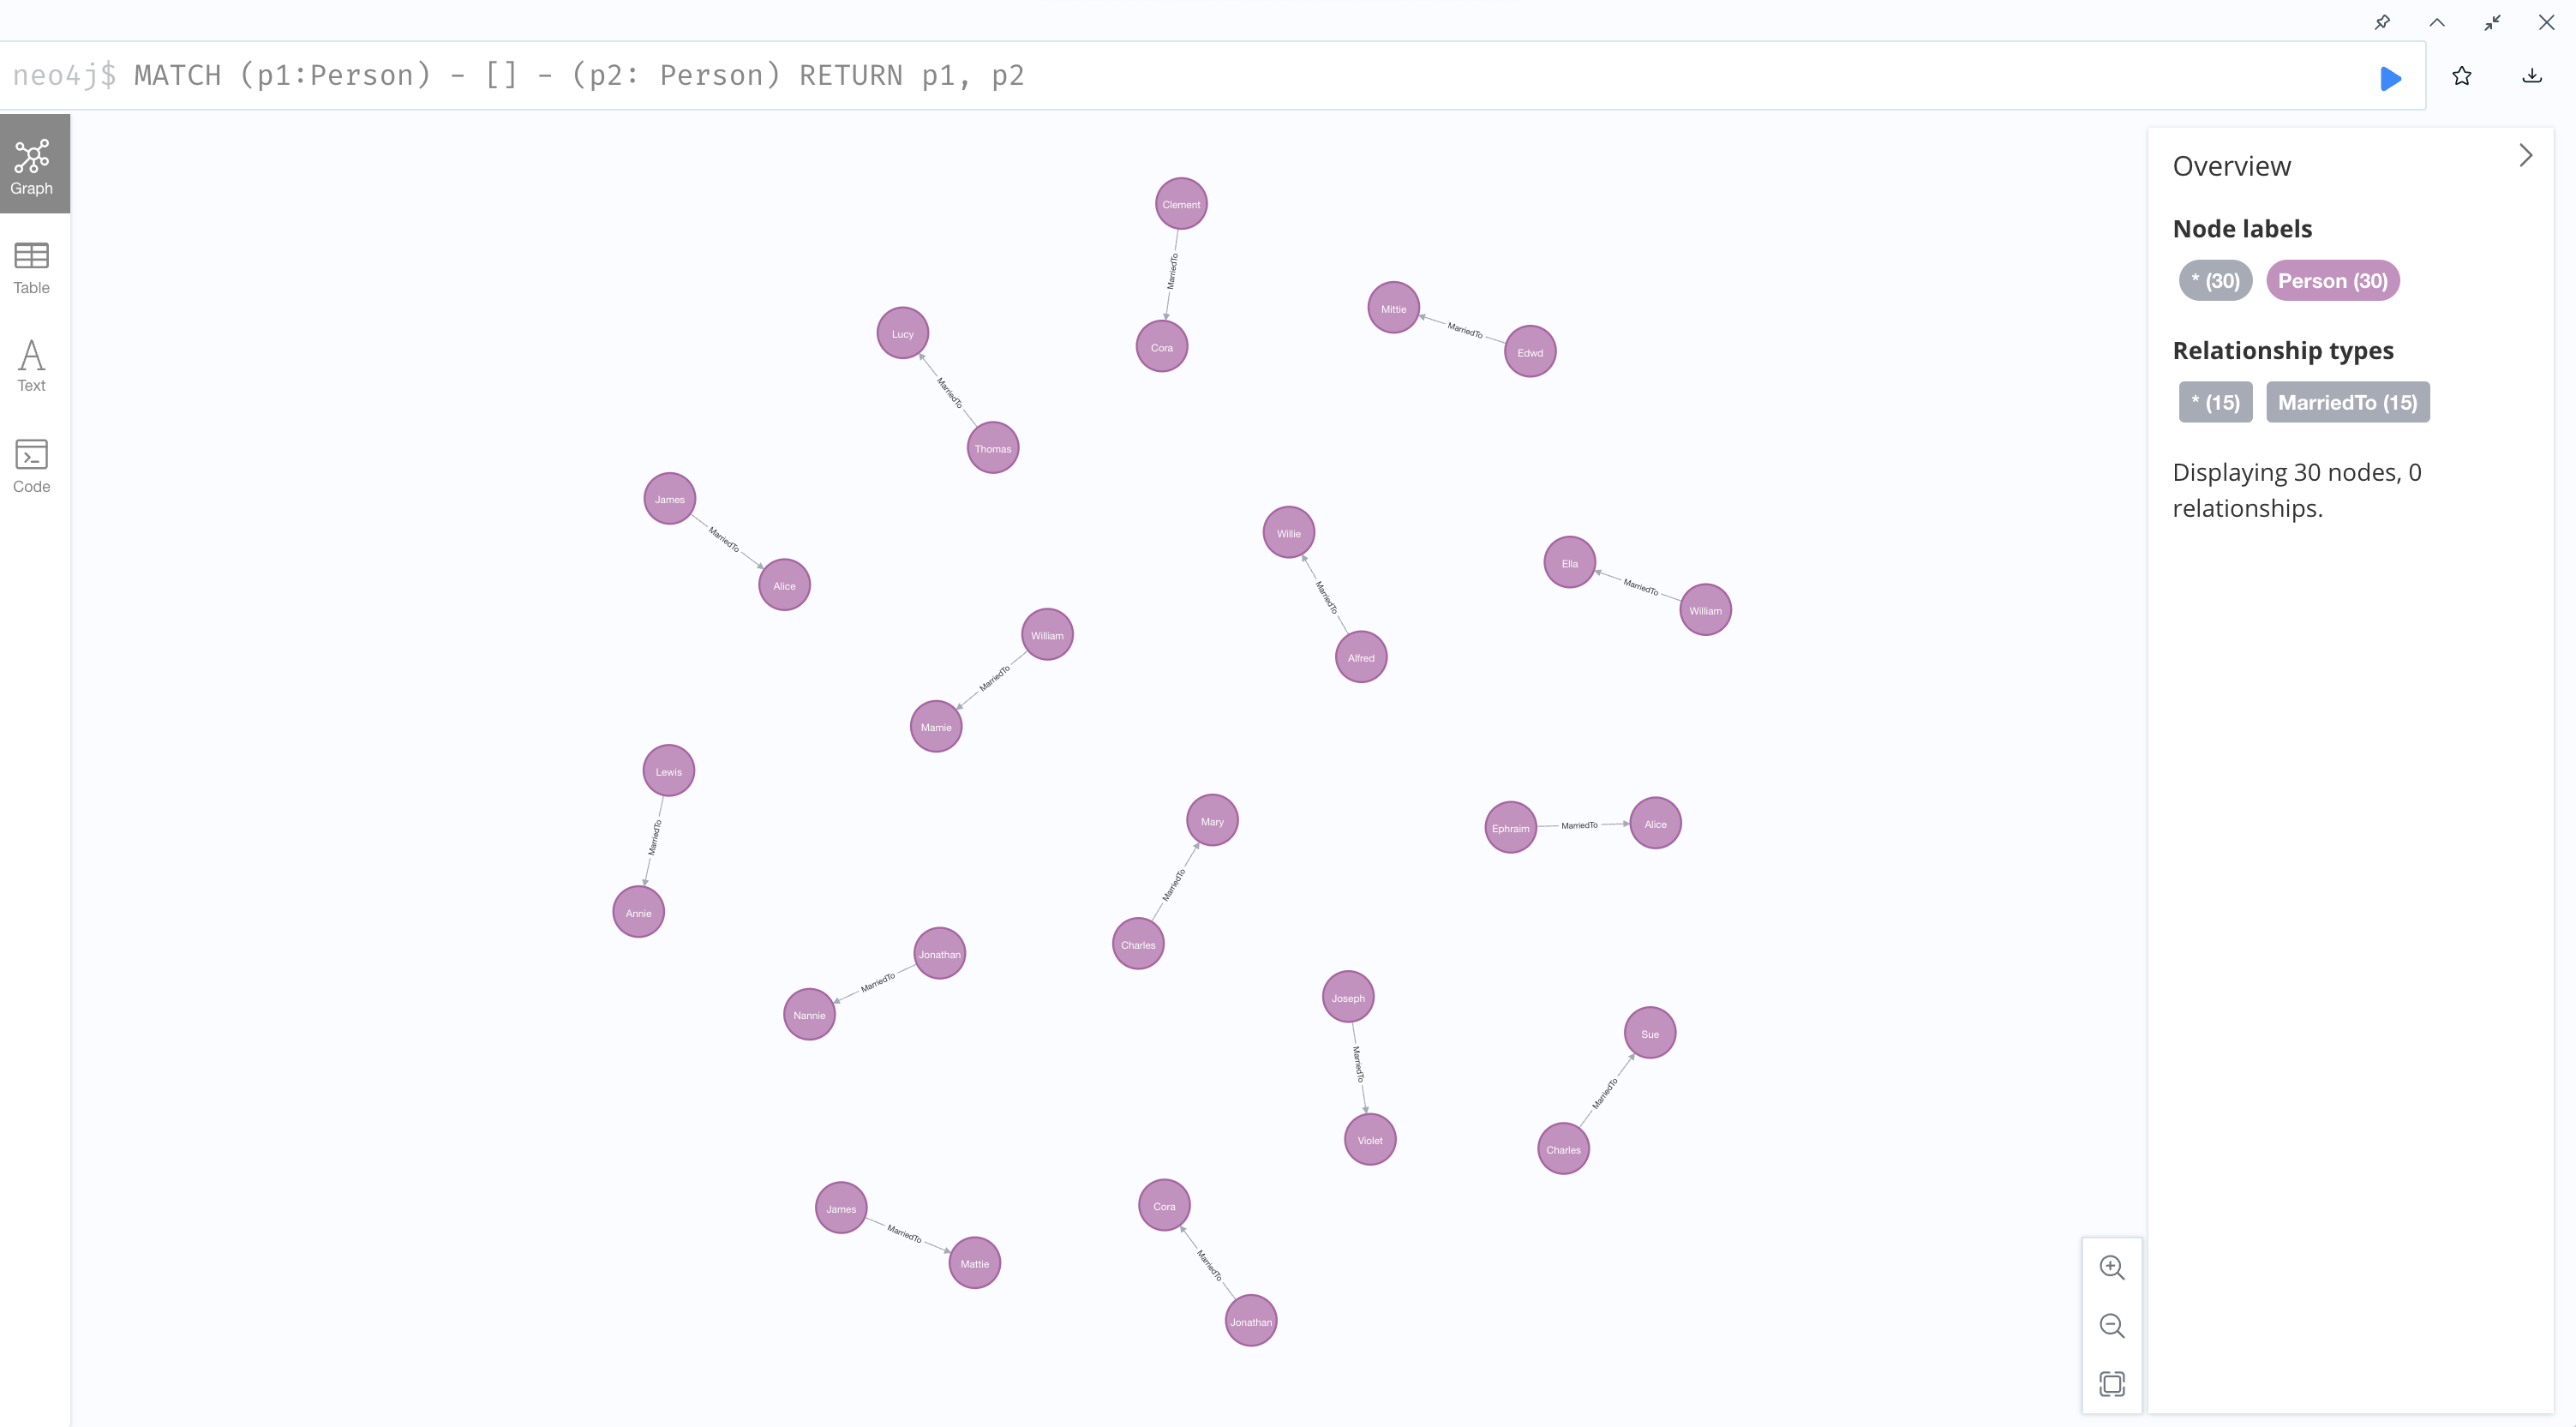 neo4j$ MATCH (p1:Person) - [] - (p2: Person) RETURN p1, p2
Graph
Table
Text
Code
Clement
MarriedTo
Cora
Mittie
MarriedTo
Edwd
Lucy
MarriedTo
Thomas
James
MarriedTo
Alice
Willie
MarriedTo
Alfred
Ella
MarriedTo
William
William
MarriedTo
Mamie
Lewis
MarriedTo
Annie
Mary
MarriedTo
Charles
Ephraim
MarriedTo
Alice
Jonathan
MarriedTo
Nannie
Joseph
MarriedTo
Violet
Sue
MarriedTo
Charles
James
MarriedTo
Mattie
Cora
MarriedTo
Jonathan
Overview
Node labels
* (30) Person (30)
Relationship types
* (15) MarriedTo (15)
Displaying 30 nodes, 0
relationships.